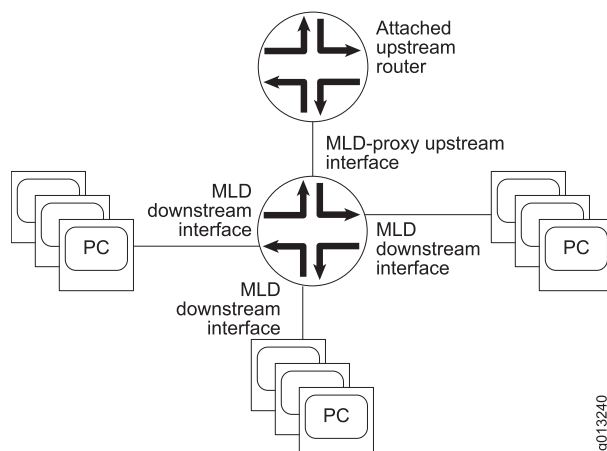 Attached
upstream
router
MLD-proxy upstream
interface
MLD
downstream
interface
MLD
downstream
interface
PC
PC
MLD
downstream
interface
PC
g013240